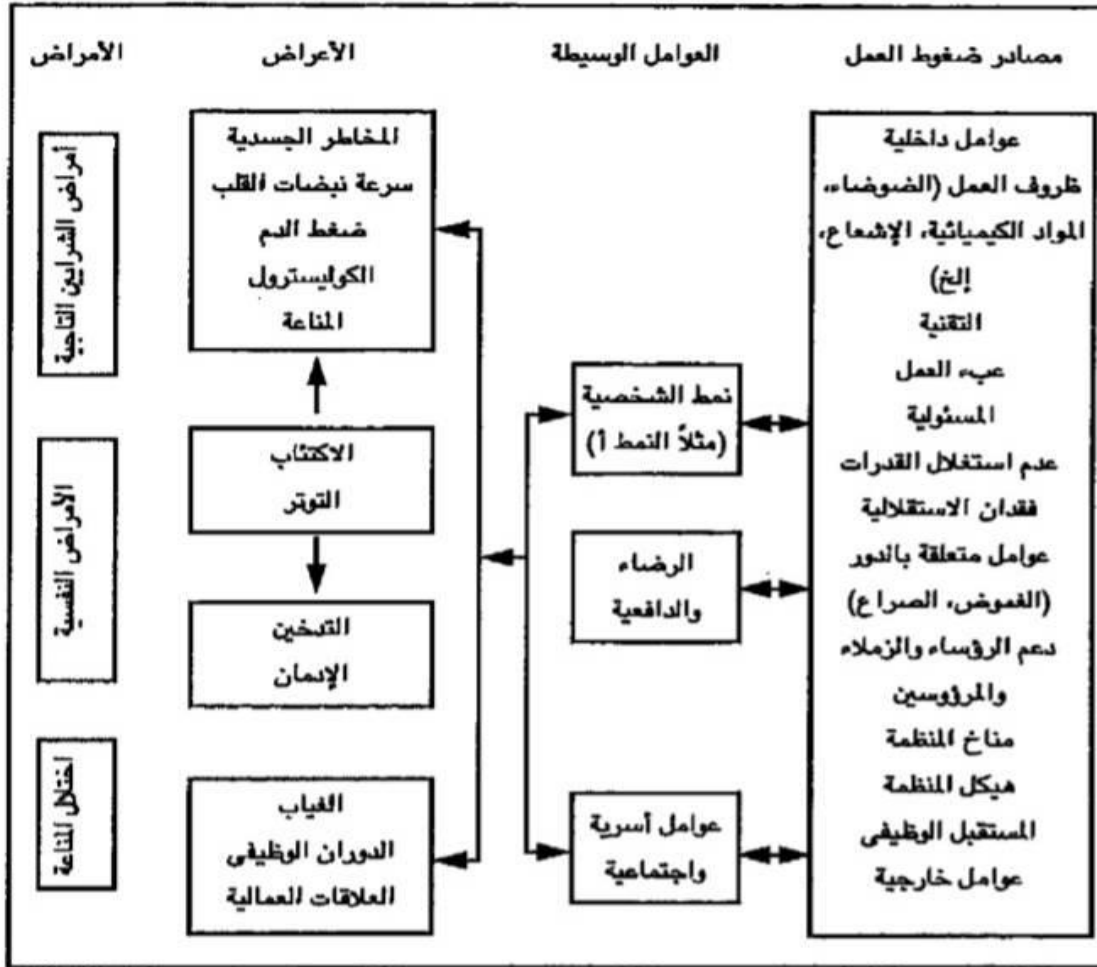 مصادر ضغوط العمل
عوامل داخلية
ظروف العمل (الضوضاء،
المواد الكيميائية، الإشعاع،
إلخ)
التقنية
عبء العمل
المسئولية
عدم استغلال القدرات
فقدان الاستقلالية
عوامل متعلقة بالدور
(الغموض، الصراع)
دعم الرؤساء والزملاء
والمرؤوسين
مناخ المنظمة
هيكل المنظمة
المستقبل الوظيفى
عوامل خارجية
العوامل الوسيطة
نمط الشخصية
(مثلاً النمط أ)
الرضاء
والدافعية
عوامل أسرية
واجتماعية
الأعراض
المخاطر الجسدية
سرعة نبضات القلب
ضغط الدم
الكوليسترول
المناعة
الاكتئاب
التوتر
التدخين
الإدمان
الغياب
الدوران الوظيفى
العلاقات العمالية
الأمراض
أمراض الشرايين التاجية
الأمراض النفسية
اختلال المناعة